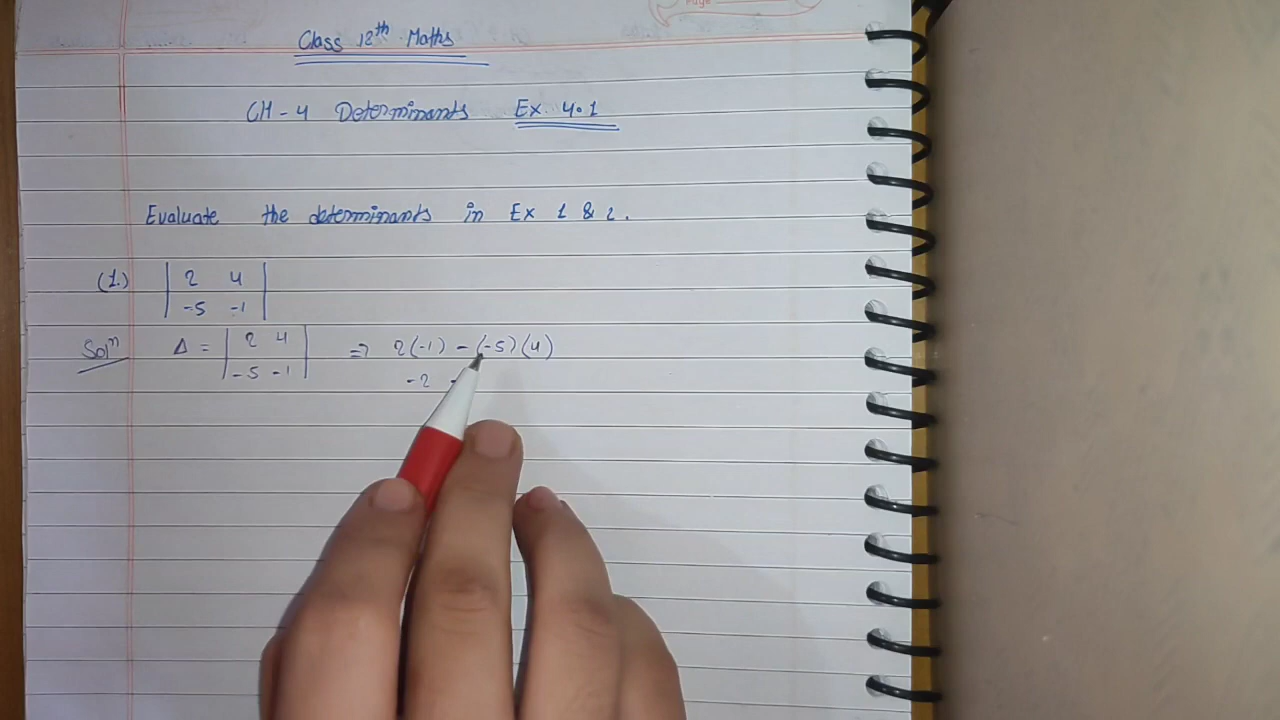 Page
Class 12th Maths
CH-4 Determinants Ex 4.1
Evaluate the determinants in Ex 1 & 2.
(1.) | 2 4 |
| -5 -1 |
Solⁿ Δ = | 2 4 | ⇒ 2(-1) - (-5)(4)
| -5 -1 | -2 -